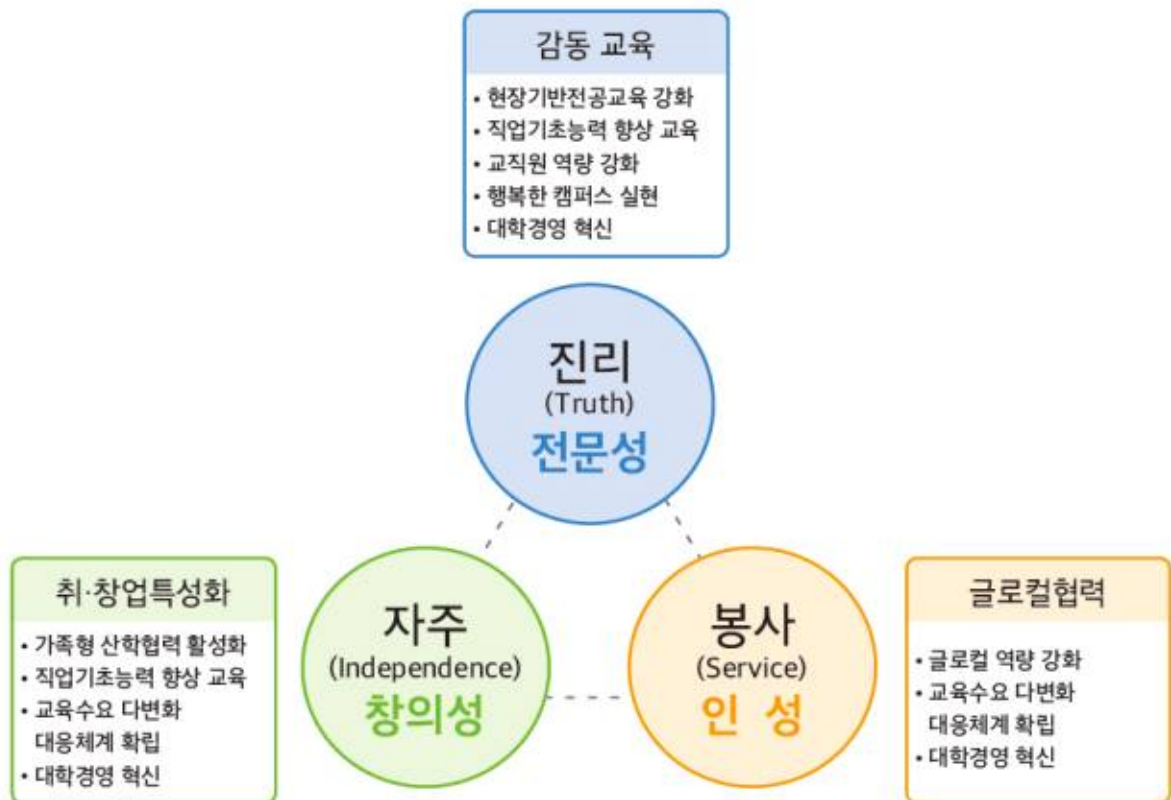 감동 교육
• 현장기반전공교육 강화
• 직업기초능력 향상 교육
• 교직원 역량 강화
• 행복한 캠퍼스 실현
• 대학경영 혁신
진리
(Truth)
전문성
취·창업특성화
• 가족형 산학협력 활성화
• 직업기초능력 향상 교육
• 교육수요 다변화
대응체계 확립
• 대학경영 혁신
자주
(Independence)
창의성
봉사
(Service)
인 성
글로컬협력
• 글로컬 역량 강화
• 교육수요 다변화
대응체계 확립
• 대학경영 혁신